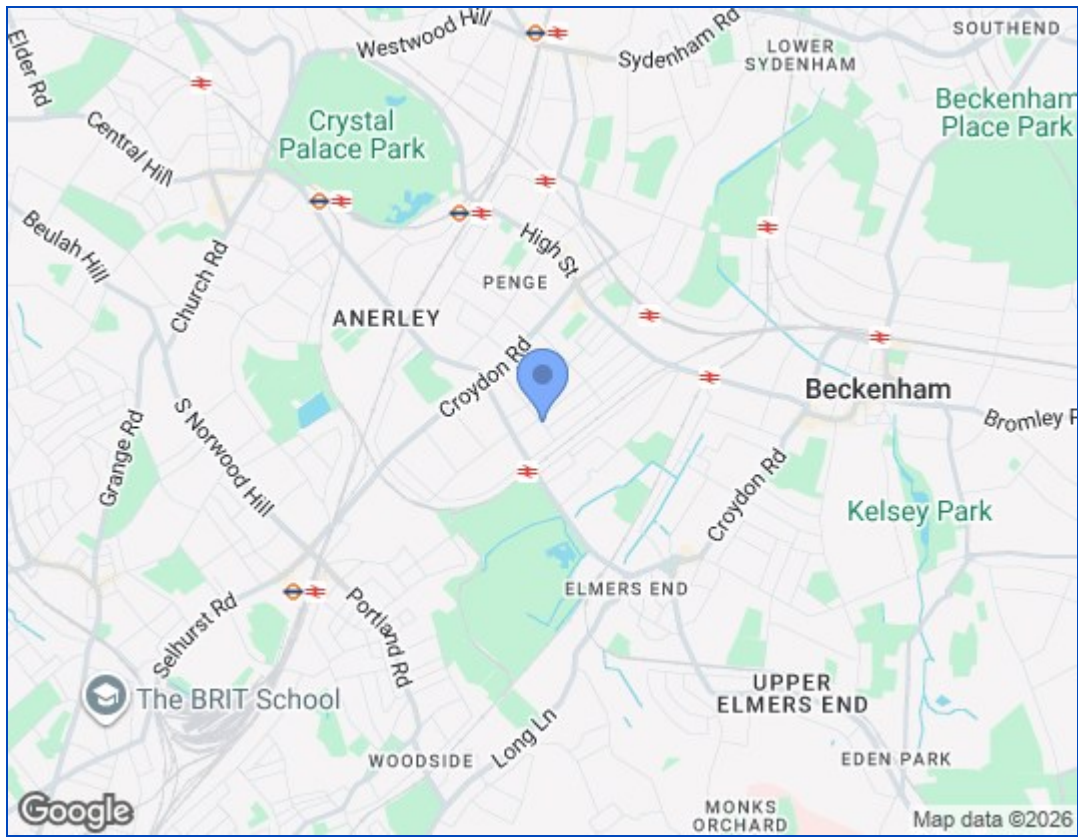 Westwood Hill
Sydenham Rd
SOUTHEND
LOWER
SYDENHAM
Elder Rd
Beckenham
Place Park
Crystal
Palace Park
Central Hill
Beulah Hill
High St
Church Rd
PENGE
ANERLEY
Croydon Rd
Beckenham
Bromley R
Grange Rd
S Norwood Hill
Croydon Rd
Kelsey Park
ELMERS END
Selhurst Rd
Portland Rd
The BRIT School
UPPER
ELMERS END
Long Ln
WOODSIDE
EDEN PARK
MONKS
ORCHARD
Google
Map data ©2026